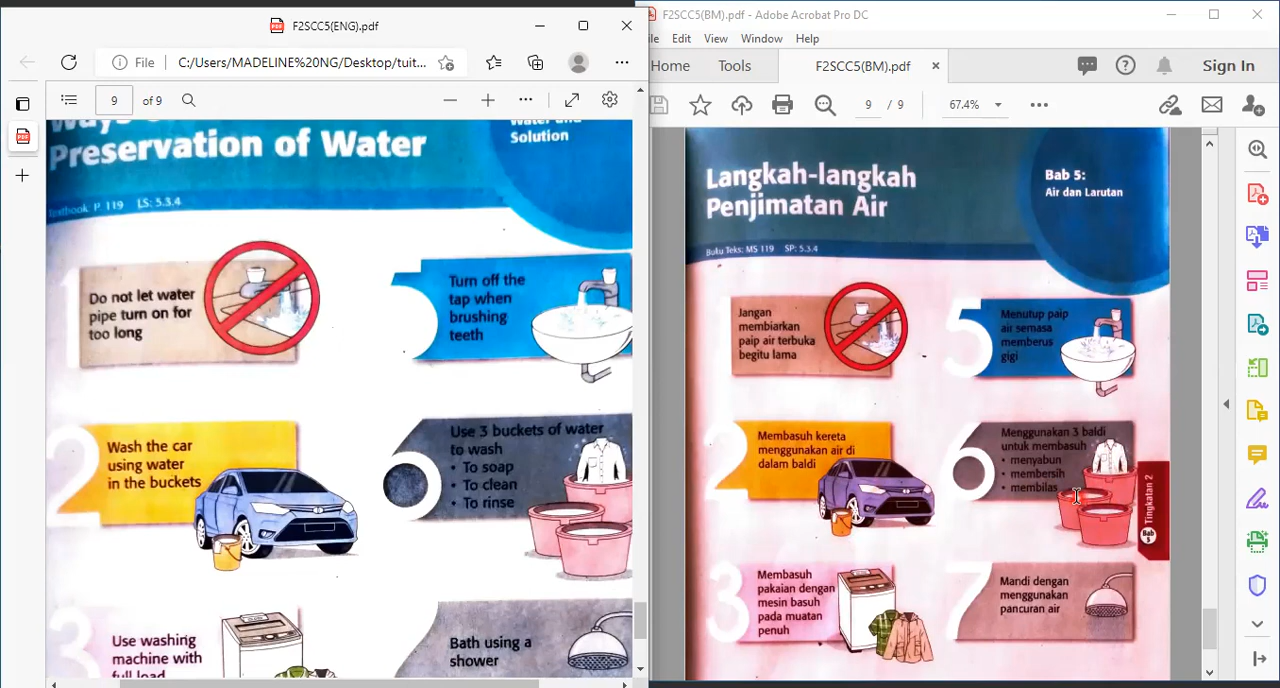 F2SCC5(ENG).pdf
File
C:/Users/MADELINE%20NG/Desktop/tuit...
9 of 9
Preservation of Water
Water and
Solution
Textbook P 119 LS: 5.3.4
1
Do not let water
pipe turn on for
too long
5
Turn off the
tap when
brushing
teeth
2
Wash the car
using water
in the buckets
6
Use 3 buckets of water
to wash
• To soap
• To clean
• To rinse
3
Use washing
machine with
full load
Bath using a
shower
F2SCC5(BM).pdf - Adobe Acrobat Pro DC
Edit View Window Help
Home Tools F2SCC5(BM).pdf Sign In
9 / 9 67.4%
Langkah-langkah
Penjimatan Air
Bab 5:
Air dan Larutan
Buku Teks: MS 119 SP: 5.3.4
1
Jangan
membiarkan
paip air terbuka
begitu lama
5
Menutup paip
air semasa
memberus
gigi
2
Membasuh kereta
menggunakan air di
dalam baldi
6
Menggunakan 3 baldi
untuk membasuh
• menyabun
• membersih
• membilas
3
Membasuh
pakaian dengan
mesin basuh
pada muatan
penuh
7
Mandi dengan
menggunakan
pancuran air
Tingkatan 2
Bab
5